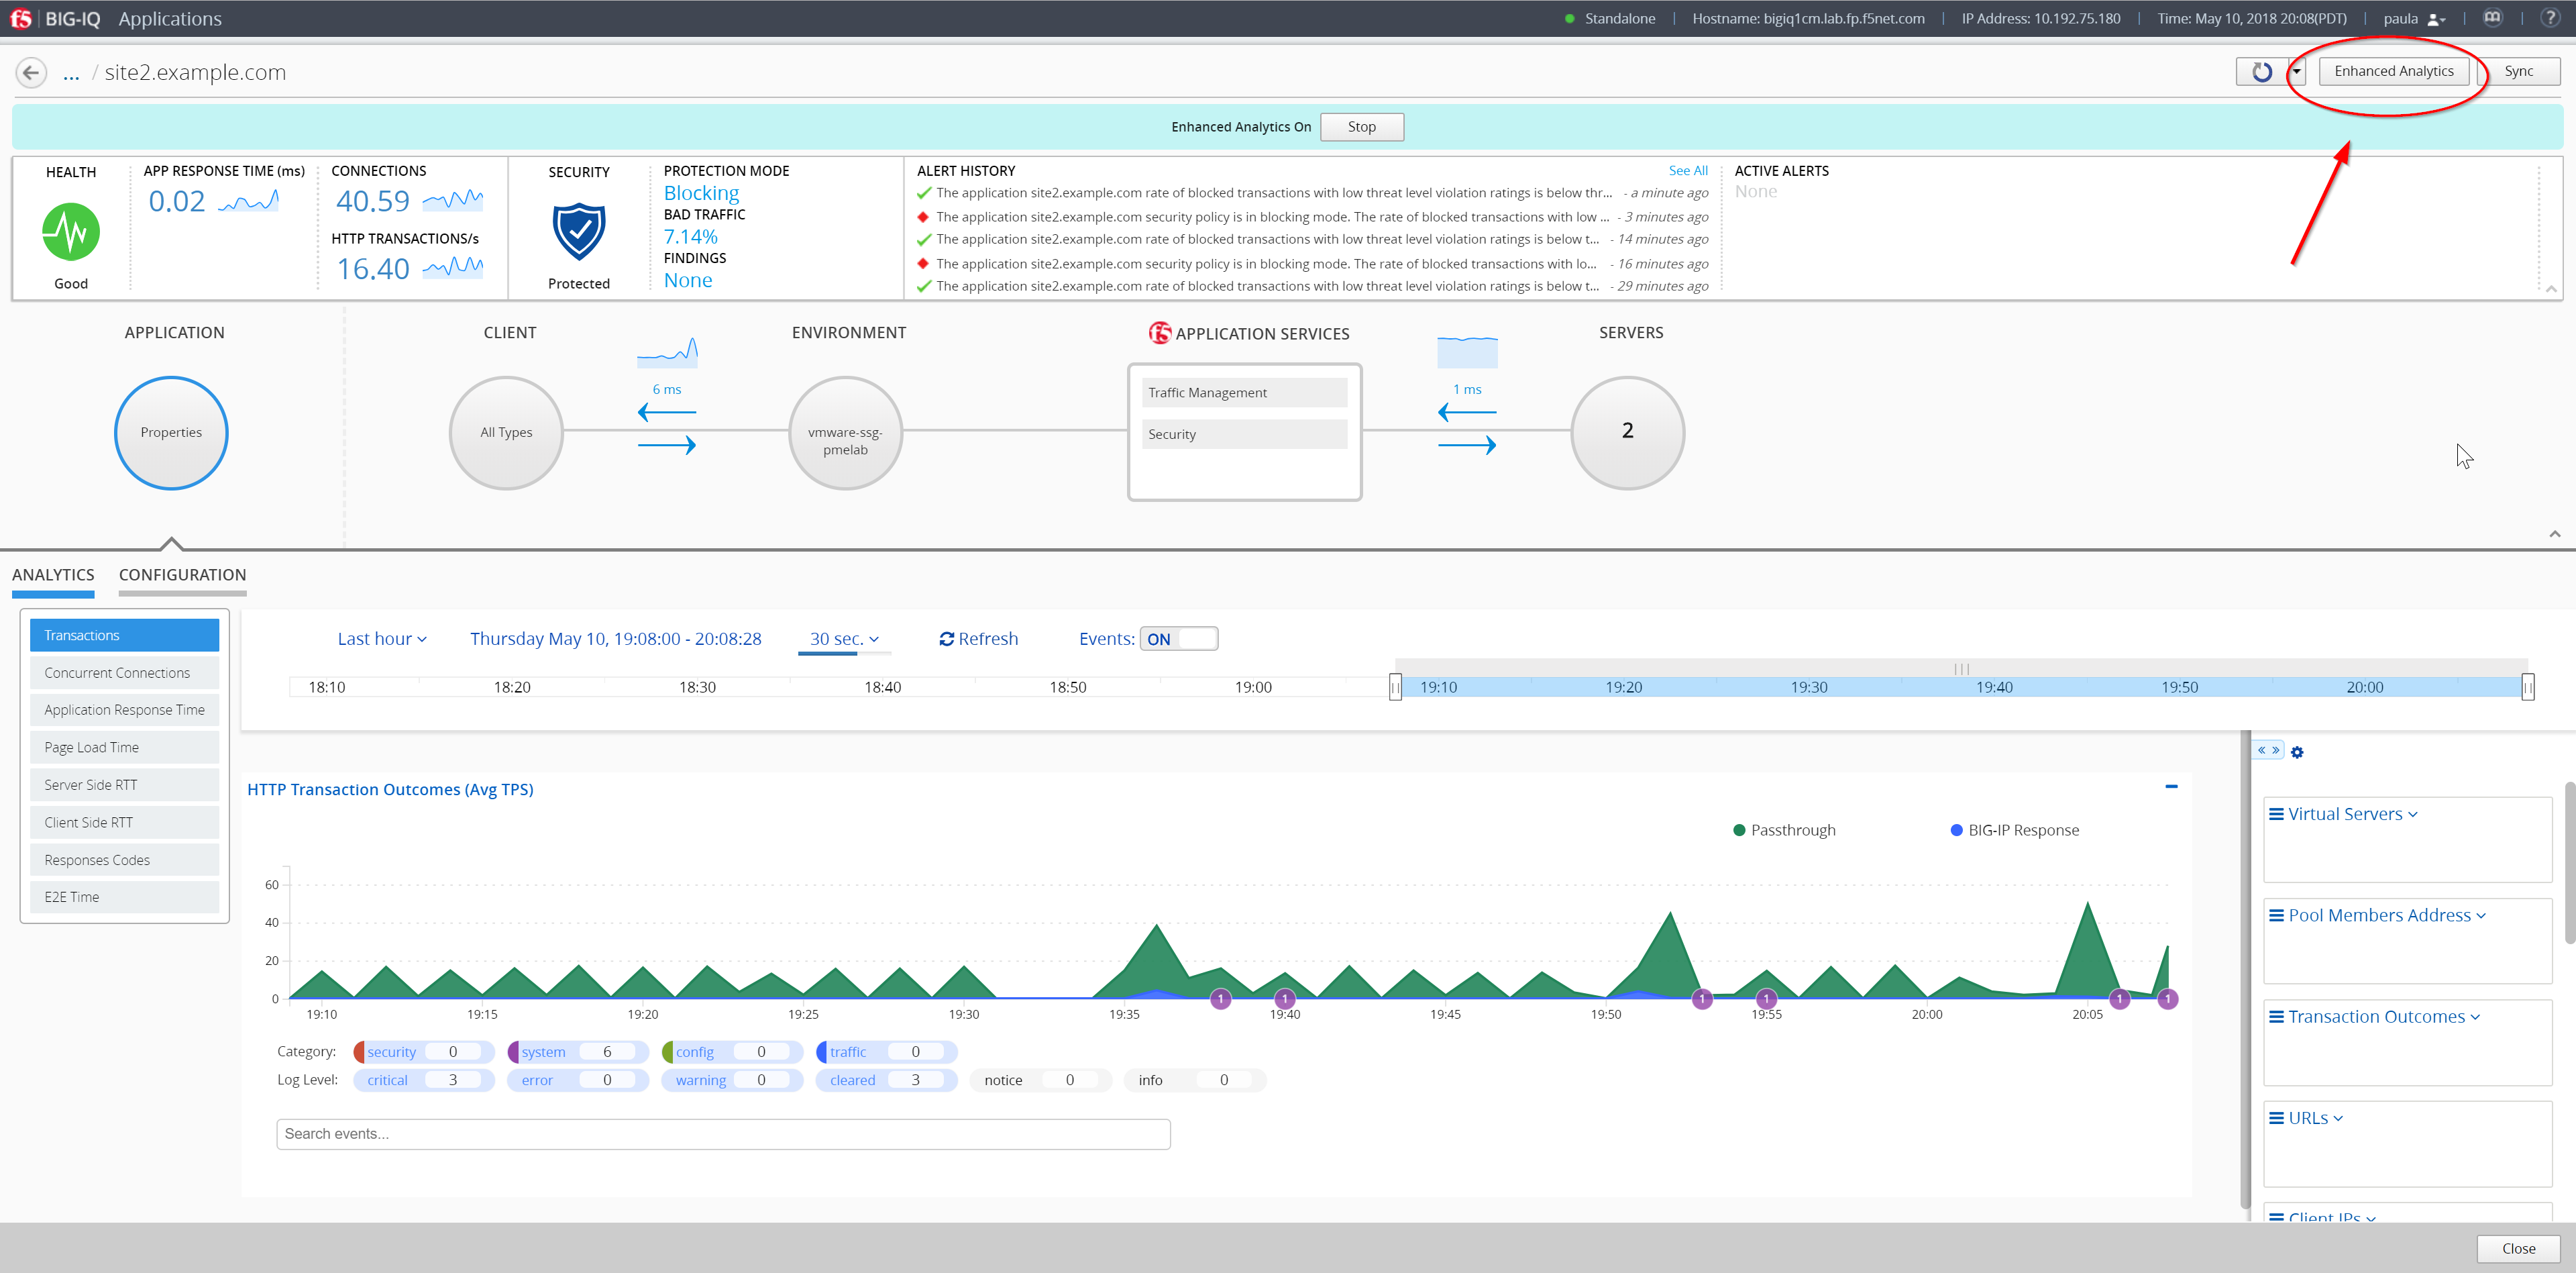 f5 BIG-IQ Applications Standalone Hostname: bigiq1cm.lab.fp.f5net.com IP Address: 10.192.75.180 Time: May 10, 2018 20:08(PDT) paula ?
... / site2.example.com Enhanced Analytics Sync
Enhanced Analytics On Stop
HEALTH
Good
APP RESPONSE TIME (ms)
0.02
CONNECTIONS
40.59
HTTP TRANSACTIONS/s
16.40
SECURITY
Protected
PROTECTION MODE
Blocking
BAD TRAFFIC
7.14%
FINDINGS
None
ALERT HISTORY See All
The application site2.example.com rate of blocked transactions with low threat level violation ratings is below thr... - a minute ago
The application site2.example.com security policy is in blocking mode. The rate of blocked transactions with low ... - 3 minutes ago
The application site2.example.com rate of blocked transactions with low threat level violation ratings is below t... - 14 minutes ago
The application site2.example.com security policy is in blocking mode. The rate of blocked transactions with lo... - 16 minutes ago
The application site2.example.com rate of blocked transactions with low threat level violation ratings is below t... - 29 minutes ago
ACTIVE ALERTS
None
APPLICATION CLIENT ENVIRONMENT f5 APPLICATION SERVICES SERVERS
Properties
All Types
6 ms
vmware-ssg-
pmelab
Traffic Management
Security
1 ms
2
ANALYTICS CONFIGURATION
Transactions
Concurrent Connections
Application Response Time
Page Load Time
Server Side RTT
Client Side RTT
Responses Codes
E2E Time
Last hour Thursday May 10, 19:08:00 - 20:08:28 30 sec. Refresh Events: ON
18:10 18:20 18:30 18:40 18:50 19:00 19:10 19:20 19:30 19:40 19:50 20:00
HTTP Transaction Outcomes (Avg TPS)
Passthrough BIG-IP Response
60
40
20
0
1 1 1 1 1 1
19:10 19:15 19:20 19:25 19:30 19:35 19:40 19:45 19:50 19:55 20:00 20:05
Category: security 0 system 6 config 0 traffic 0
Log Level: critical 3 error 0 warning 0 cleared 3 notice 0 info 0
Search events...
« »
Virtual Servers
Pool Members Address
Transaction Outcomes
URLs
Client IPs
Close